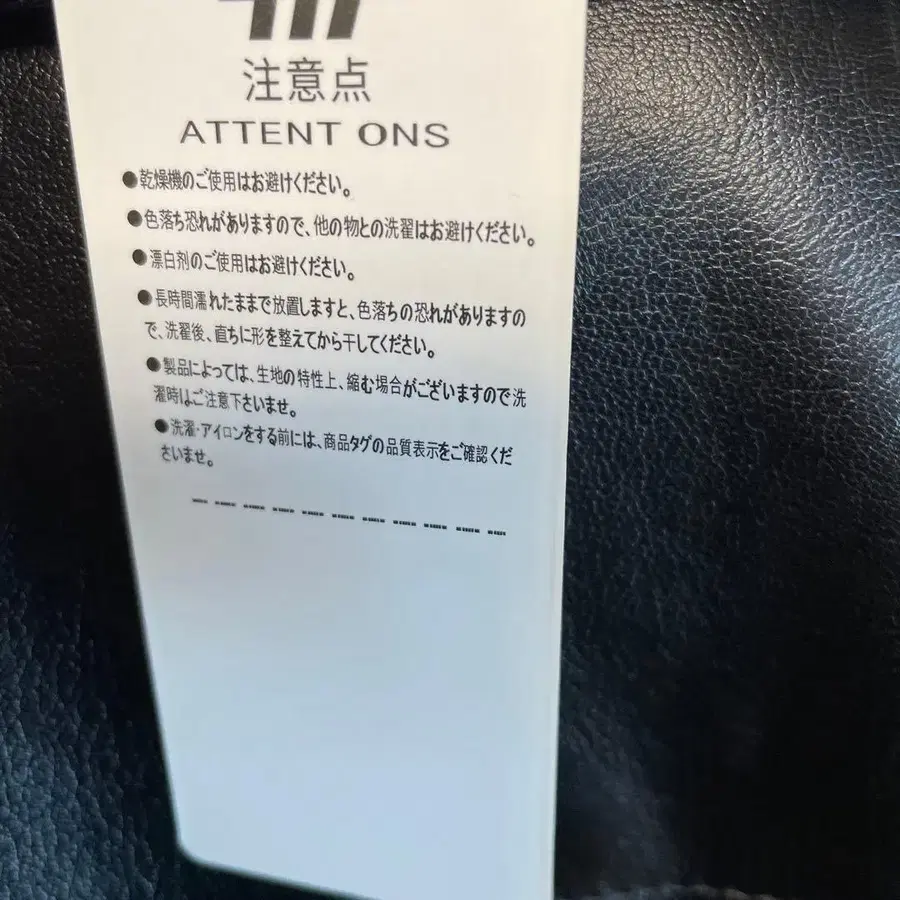 注意点
ATTENT ONS
●乾燥機のご使用はお避けください。
●色落ち恐れがありますので、他の物との洗濯はお避けください。
●漂白剤のご使用はお避けください。
●長時間濡れたままで放置しますと、色落ちの恐れがありますの
で、洗濯後、直ちに形を整えてから干してください。
●製品によっては、生地の特性上、縮む場合がございますので洗
濯時はご注意下さいませ。
●洗濯・アイロンをする前には、商品タグの品質表示をご確認くだ
さいませ。